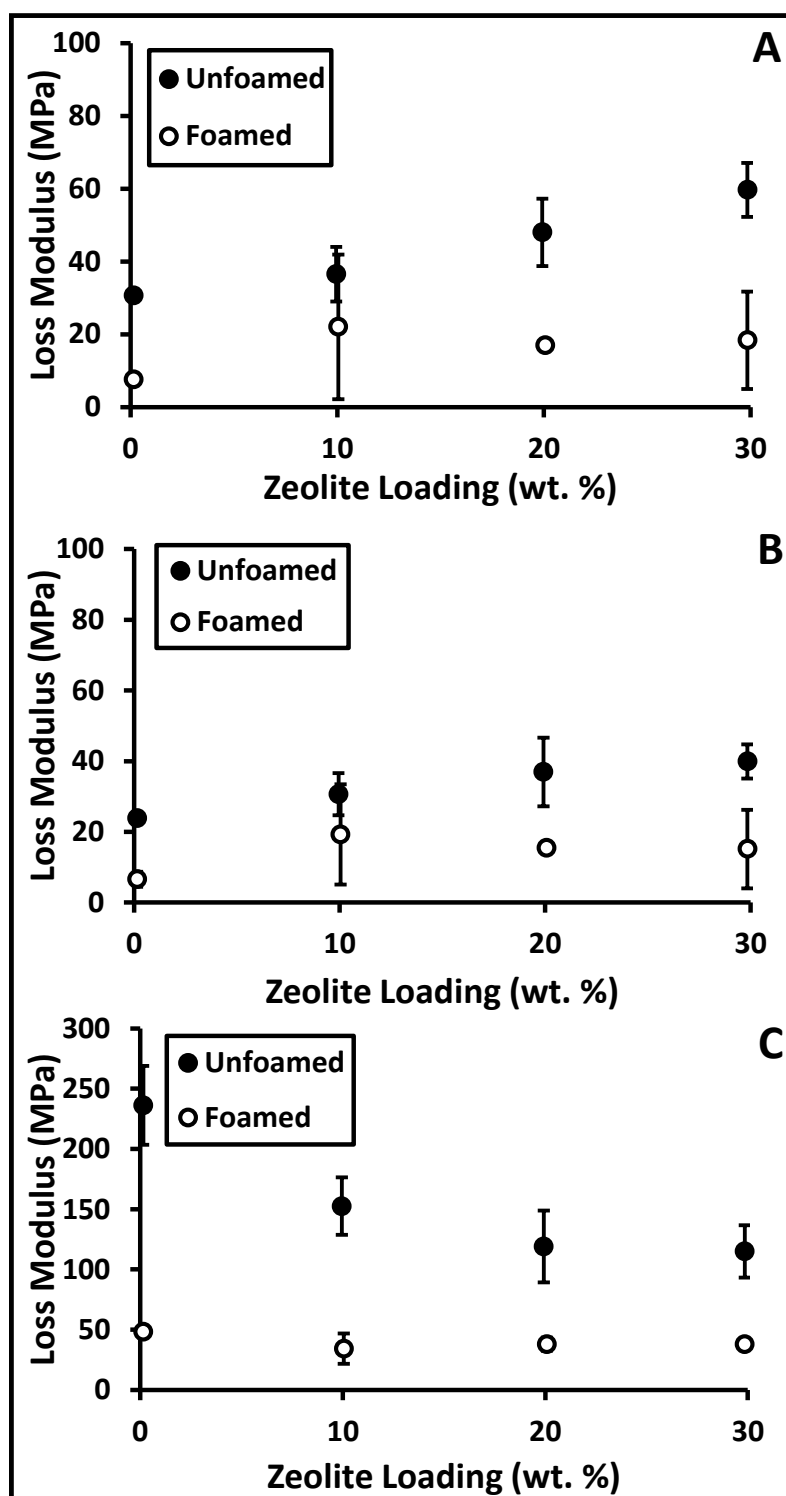 A
100
80
60
40
20
0
Loss Modulus (MPa)
Unfoamed
Foamed
0 10 20 30
Zeolite Loading (wt. %)
B
100
80
60
40
20
0
Loss Modulus (MPa)
Unfoamed
Foamed
0 10 20 30
Zeolite Loading (wt. %)
C
300
250
200
150
100
50
0
Loss Modulus (MPa)
Unfoamed
Foamed
0 10 20 30
Zeolite Loading (wt. %)